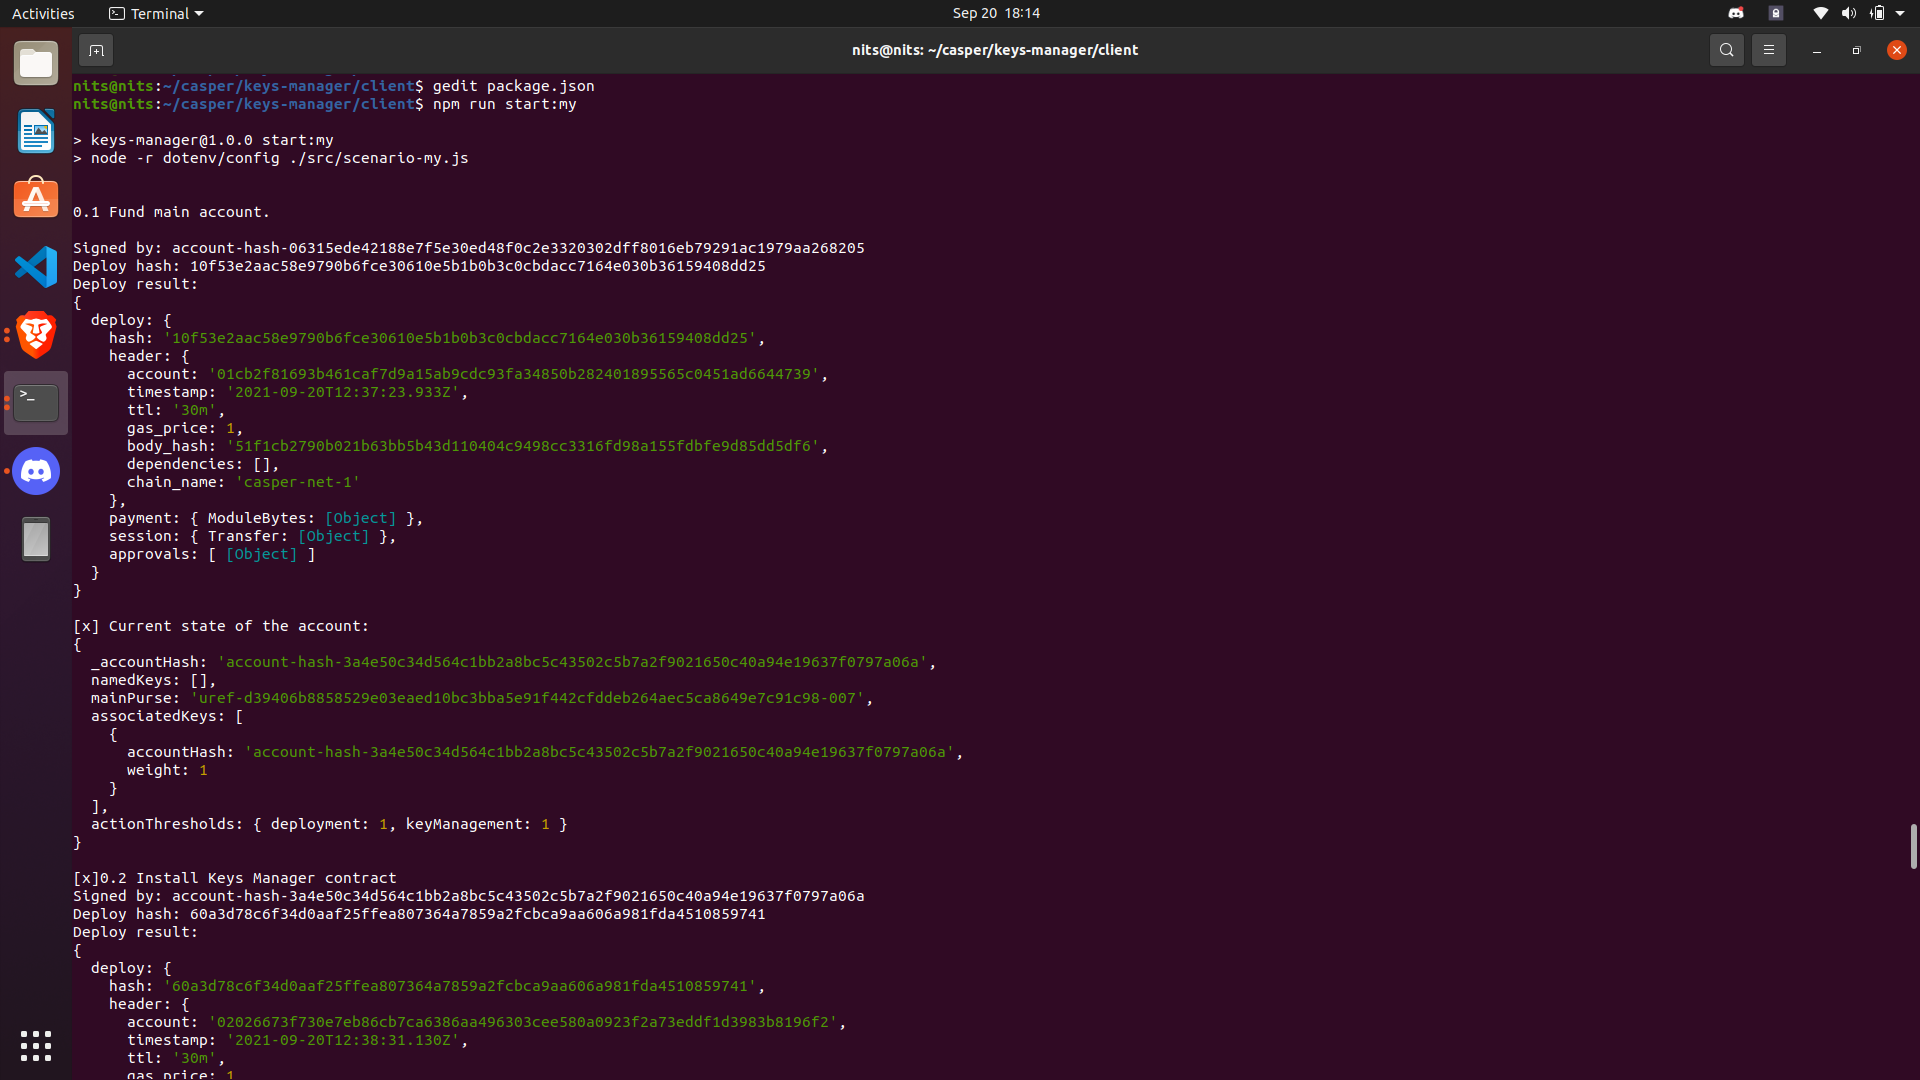 Activities
Terminal
Sep 20 18:14
nits@nits: ~/casper/keys-manager/client
nits@nits:~/casper/keys-manager/client$ gedit package.json
nits@nits:~/casper/keys-manager/client$ npm run start:my
> keys-manager@1.0.0 start:my
> node -r dotenv/config ./src/scenario-my.js
0.1 Fund main account.
Signed by: account-hash-06315ede42188e7f5e30ed48f0c2e3320302dff8016eb79291ac1979aa268205
Deploy hash: 10f53e2aac58e9790b6fce30610e5b1b0b3c0cbdacc7164e030b36159408dd25
Deploy result:
{
  deploy: {
    hash: '10f53e2aac58e9790b6fce30610e5b1b0b3c0cbdacc7164e030b36159408dd25',
    header: {
      account: '01cb2f81693b461caf7d9a15ab9cdc93fa34850b282401895565c0451ad6644739',
      timestamp: '2021-09-20T12:37:23.933Z',
      ttl: '30m',
      gas_price: 1,
      body_hash: '51f1cb2790b021b63bb5b43d110404c9498cc3316fd98a155fdbfe9d85dd5df6',
      dependencies: [],
      chain_name: 'casper-net-1'
    },
    payment: { ModuleBytes: [Object] },
    session: { Transfer: [Object] },
    approvals: [ [Object] ]
  }
}
[x] Current state of the account:
{
  _accountHash: 'account-hash-3a4e50c34d564c1bb2a8bc5c43502c5b7a2f9021650c40a94e19637f0797a06a',
  namedKeys: [],
  mainPurse: 'uref-d39406b8858529e03eaed10bc3bba5e91f442cfddeb264aec5ca8649e7c91c98-007',
  associatedKeys: [
    {
      accountHash: 'account-hash-3a4e50c34d564c1bb2a8bc5c43502c5b7a2f9021650c40a94e19637f0797a06a',
      weight: 1
    }
  ],
  actionThresholds: { deployment: 1, keyManagement: 1 }
}
[x]0.2 Install Keys Manager contract
Signed by: account-hash-3a4e50c34d564c1bb2a8bc5c43502c5b7a2f9021650c40a94e19637f0797a06a
Deploy hash: 60a3d78c6f34d0aaf25ffea807364a7859a2fcbca9aa606a981fda4510859741
Deploy result:
{
  deploy: {
    hash: '60a3d78c6f34d0aaf25ffea807364a7859a2fcbca9aa606a981fda4510859741',
    header: {
      account: '02026673f730e7eb86cb7ca6386aa496303cee580a0923f2a73eddf1d3983b8196f2',
      timestamp: '2021-09-20T12:38:31.130Z',
      ttl: '30m',
      gas_price: 1